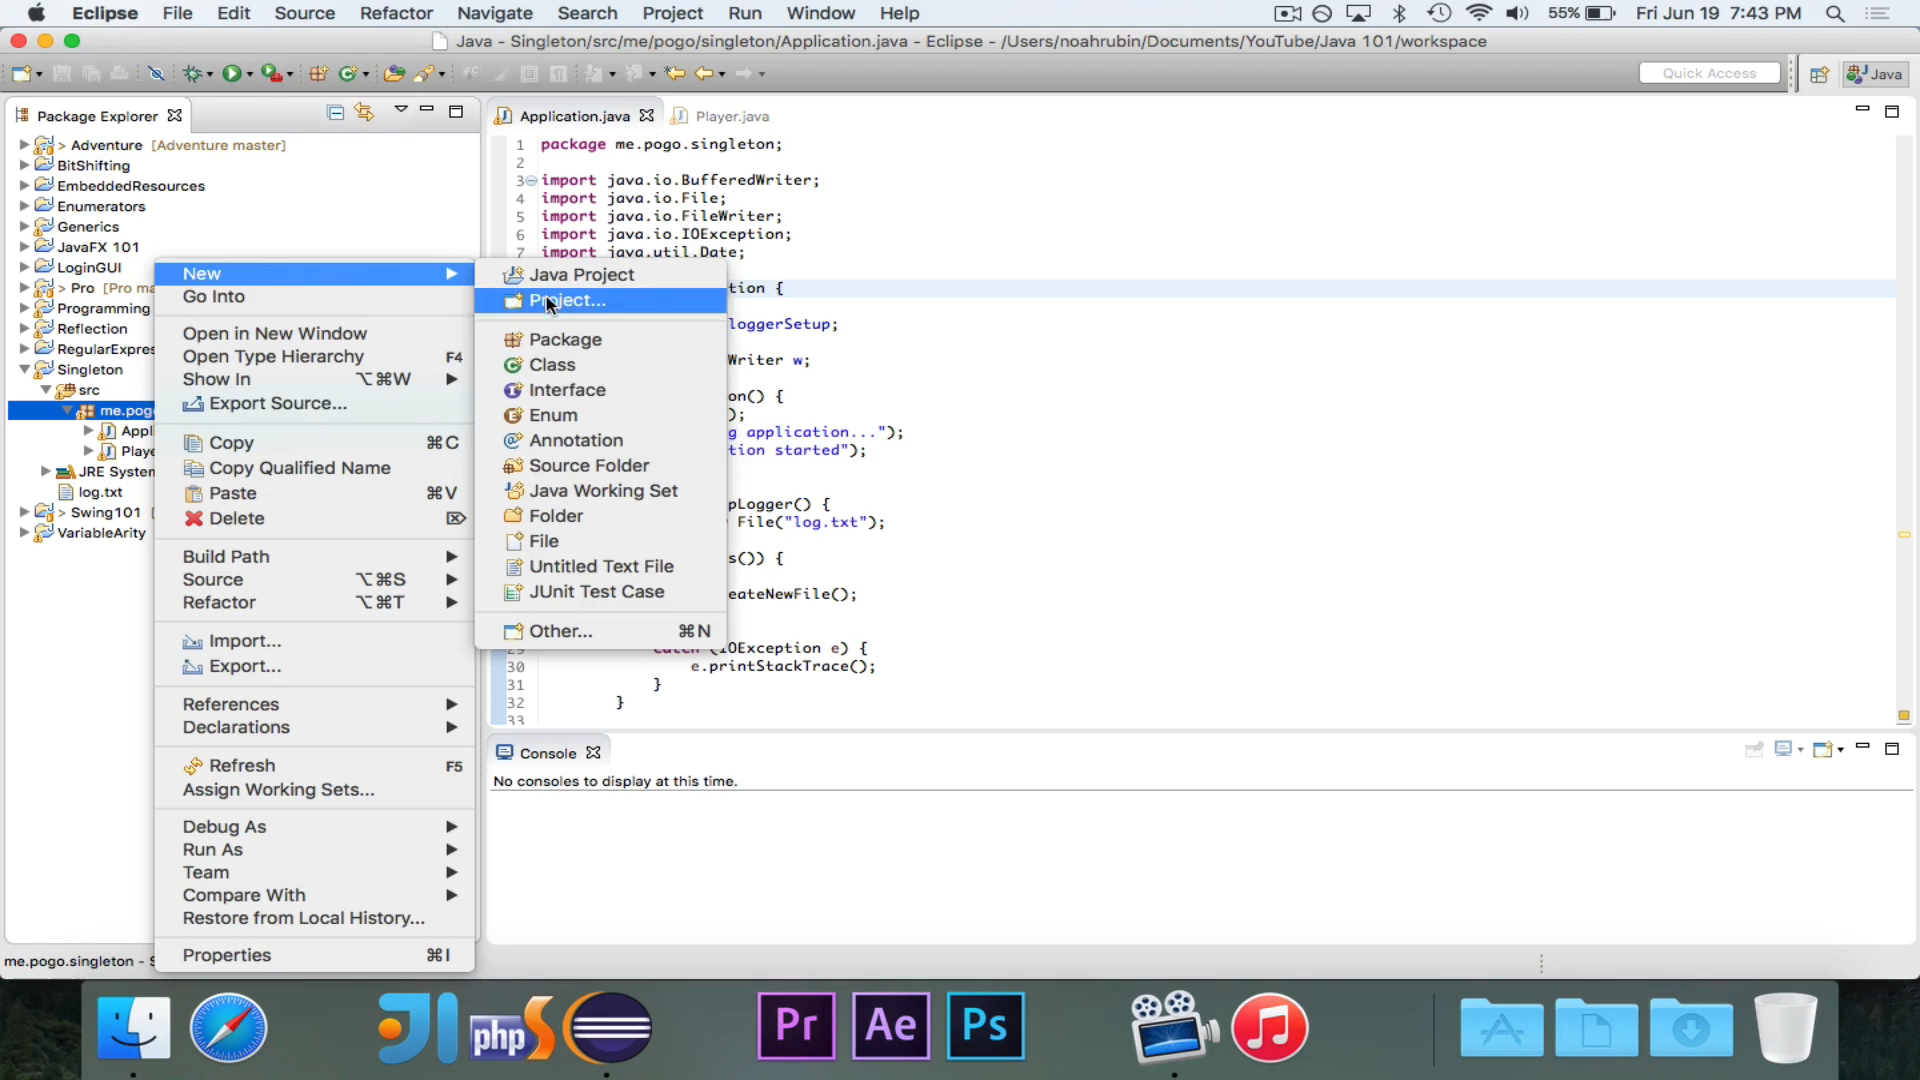 Eclipse File Edit Source Refactor Navigate Search Project Run Window Help 55% Fri Jun 19 7:43 PM
Java - Singleton/src/me/pogo/singleton/Application.java - Eclipse - /Users/noahrubin/Documents/YouTube/Java 101/workspace
Quick Access Java
Package Explorer
> Adventure [Adventure master]
BitShifting
EmbeddedResources
Enumerators
Generics
JavaFX 101
LoginGUI
> Pro [Pro ma
Programming
Reflection
RegularExpres
Singleton
src
me.pog
Appl
Playe
JRE System
log.txt
> Swing101 [
VariableArity
New
Go Into
Open in New Window
Open Type Hierarchy F4
Show In ⌥⌘W
Export Source...
Copy ⌘C
Copy Qualified Name
Paste ⌘V
Delete ⌦
Build Path
Source ⌥⌘S
Refactor ⌥⌘T
Import...
Export...
References
Declarations
Refresh F5
Assign Working Sets...
Debug As
Run As
Team
Compare With
Restore from Local History...
Properties ⌘I
Java Project
Project...
Package
Class
Interface
Enum
Annotation
Source Folder
Java Working Set
Folder
File
Untitled Text File
JUnit Test Case
Other... ⌘N
Application.java Player.java
1 package me.pogo.singleton;
2
3 import java.io.BufferedWriter;
4 import java.io.File;
5 import java.io.FileWriter;
6 import java.io.IOException;
7 import java.util.Date;
tion {
loggerSetup;
Writer w;
on() {
);
g application...");
tion started");
pLogger() {
File("log.txt");
s()) {
eateNewFile();
29 catch (IOException e) {
30 e.printStackTrace();
31 }
32 }
33
Console
No consoles to display at this time.
me.pogo.singleton - S
php
Pr
Ae
Ps